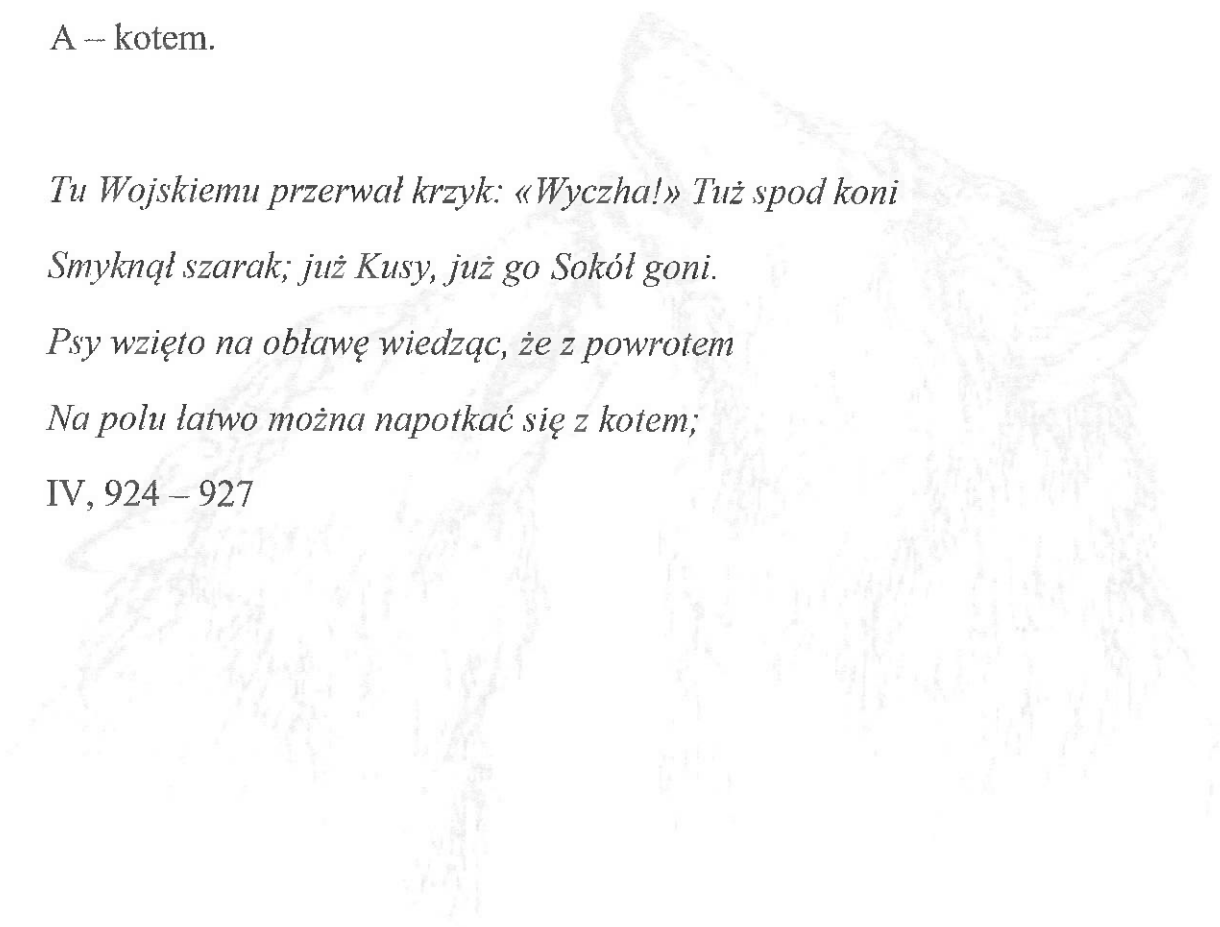 A – kotem.
Tu Wojskiemu przerwał krzyk: «Wyczha!» Tuż spod koni
Smyknął szarak; już Kusy, już go Sokół goni.
Psy wzięto na obławę wiedząc, że z powrotem
Na polu łatwo można napotkać się z kotem;
IV, 924 – 927